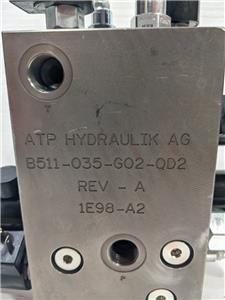 T
ATP HYDRAULIK AG
B511-035-G02-QD2
REV - A
1E98-A2
P